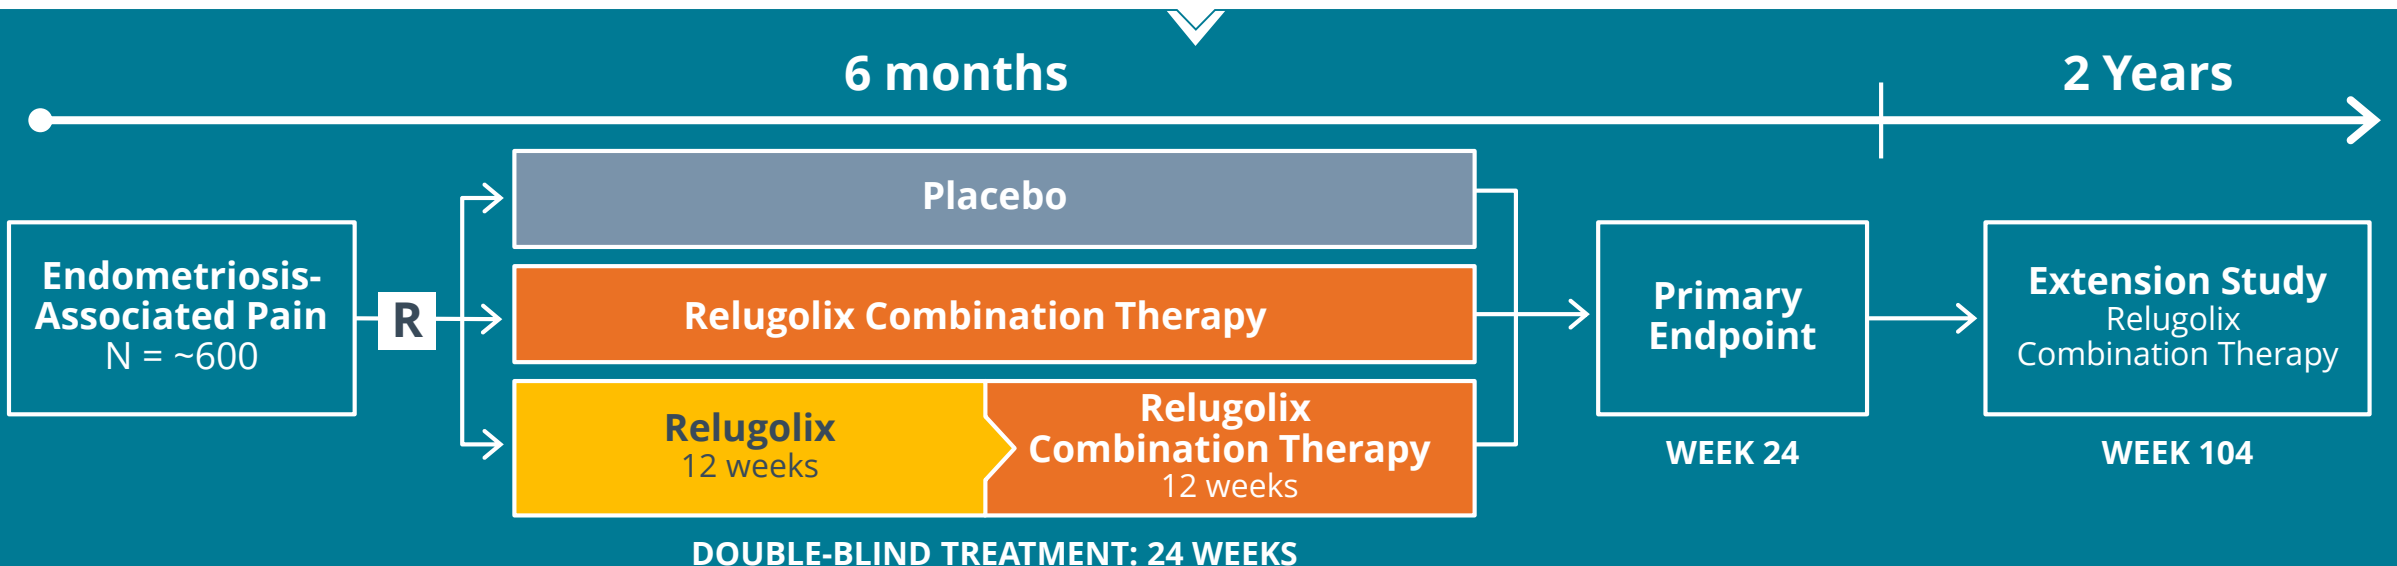 6 months
2 Years
Endometriosis-
Associated Pain
N = ~600
R
Placebo
Relugolix Combination Therapy
Relugolix
12 weeks
Relugolix
Combination Therapy
12 weeks
DOUBLE-BLIND TREATMENT: 24 WEEKS
Primary
Endpoint
WEEK 24
Extension Study
Relugolix
Combination Therapy
WEEK 104